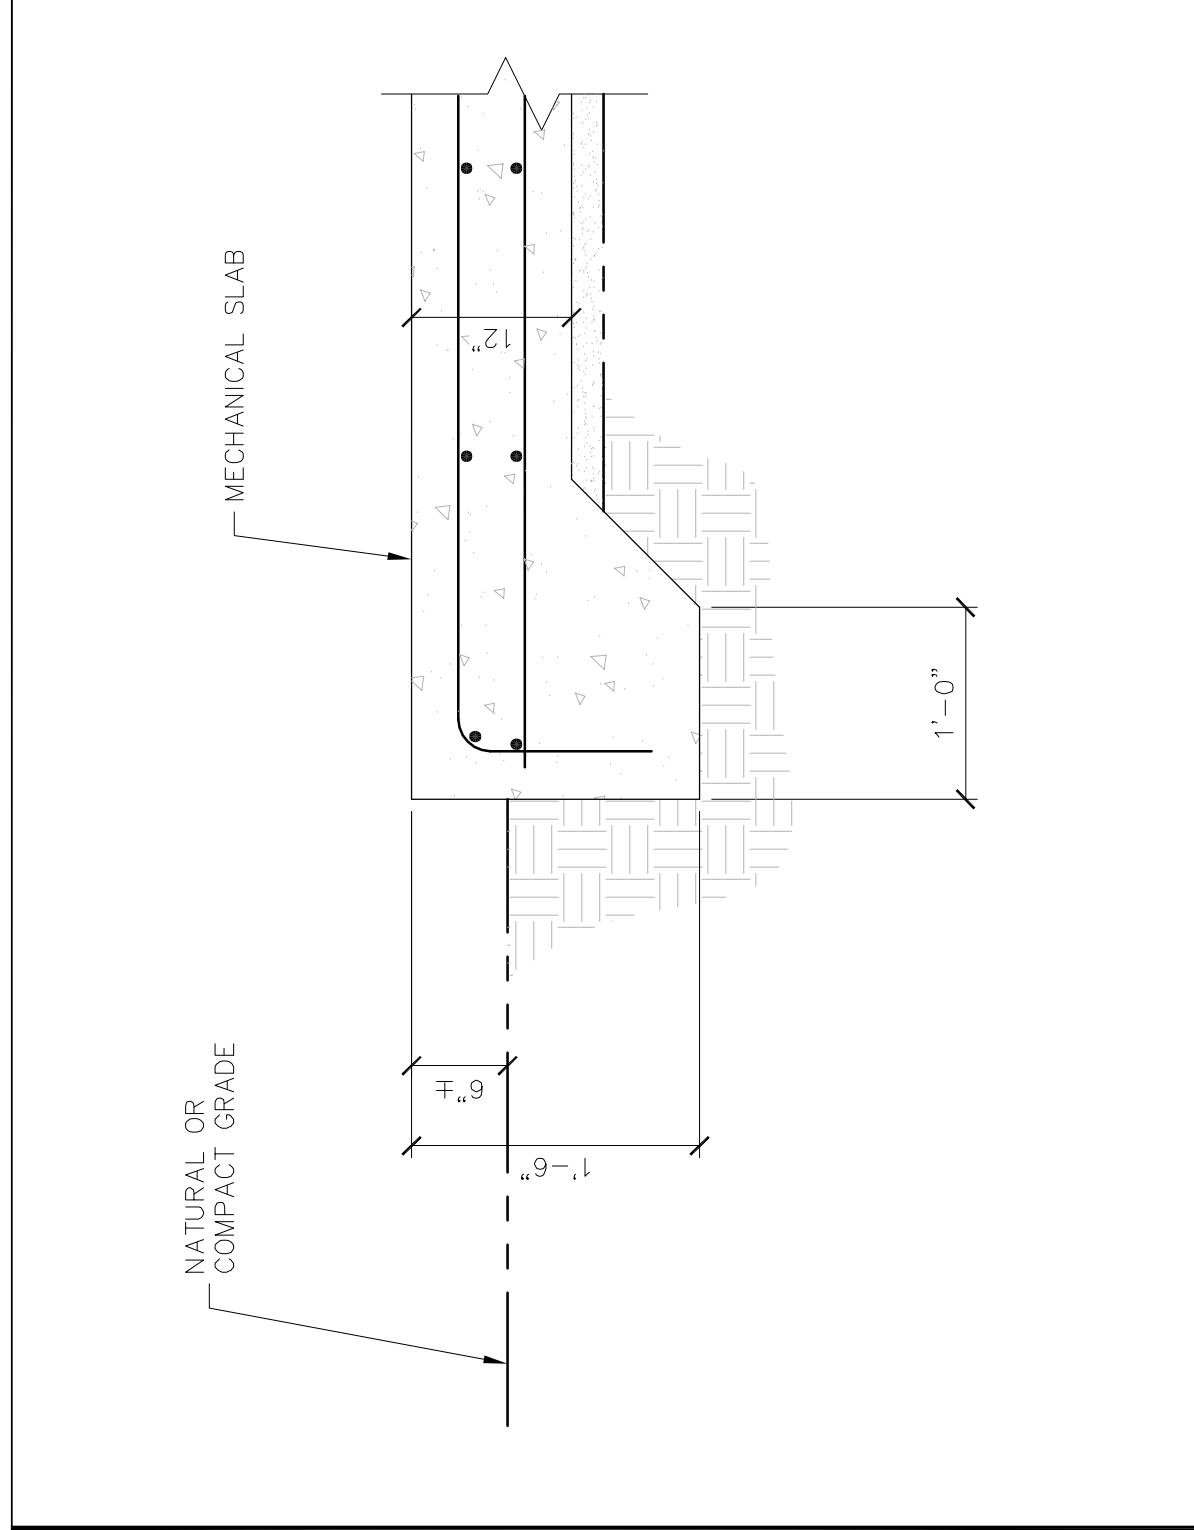 MECHANICAL SLAB
12"
1'-0"
NATURAL OR
COMPACT GRADE
6"±
1'-6"